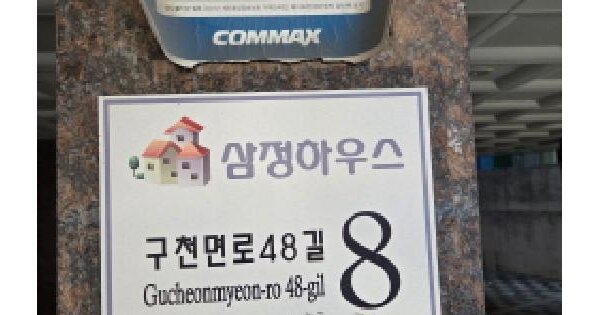 COMMAX
삼정하우스
구천면로48길
8
Gucheonmyeon-ro 48-gil